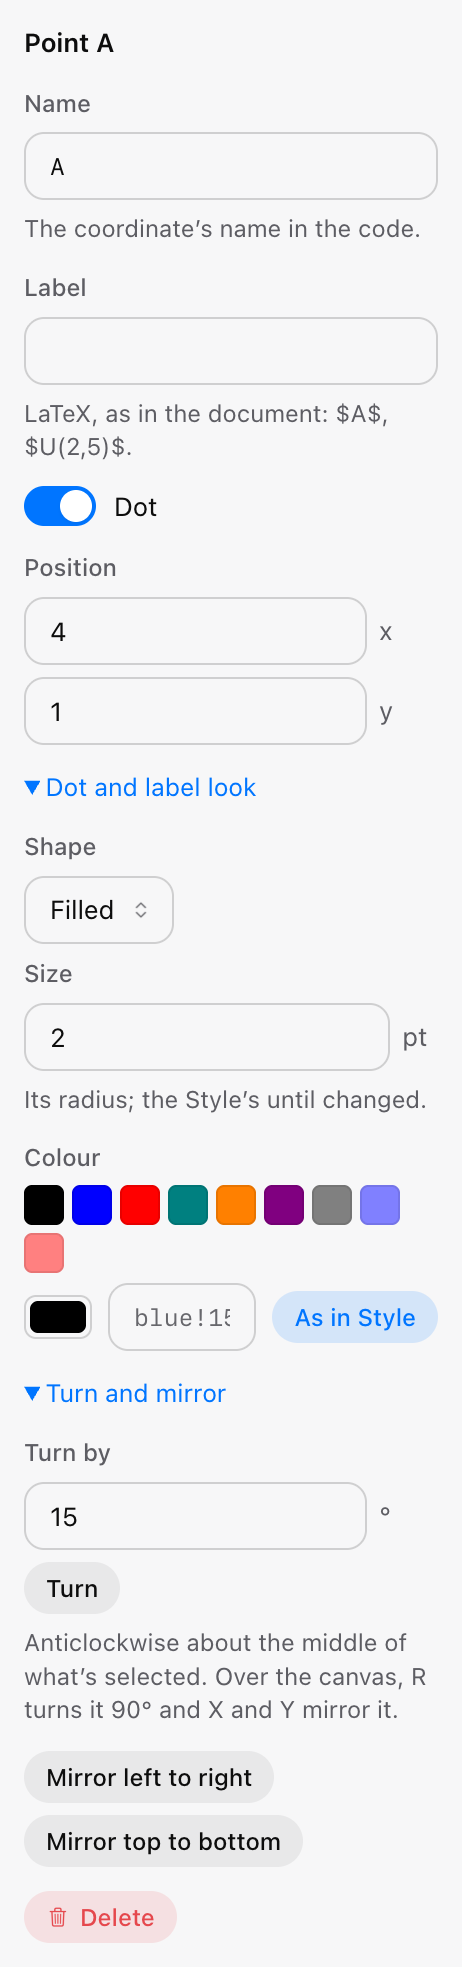 Point A
Name
A
The coordinate’s name in the code.
Label
LaTeX, as in the document: $A$,
$U(2,5)$.
Dot
Position
4 x
1 y
Dot and label look
Shape
Filled
Size
2 pt
Its radius; the Style’s until changed.
Colour
blue!15 As in Style
Turn and mirror
Turn by
15 °
Turn
Anticlockwise about the middle of
what’s selected. Over the canvas, R
turns it 90° and X and Y mirror it.
Mirror left to right
Mirror top to bottom
Delete